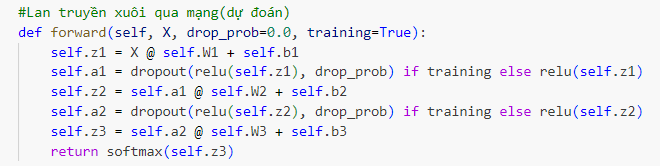 #Lan truyền xuôi qua mạng(dự đoán)
def forward(self, X, drop_prob=0.0, training=True):
    self.z1 = X @ self.W1 + self.b1
    self.a1 = dropout(relu(self.z1), drop_prob) if training else relu(self.z1)
    self.z2 = self.a1 @ self.W2 + self.b2
    self.a2 = dropout(relu(self.z2), drop_prob) if training else relu(self.z2)
    self.z3 = self.a2 @ self.W3 + self.b3
    return softmax(self.z3)